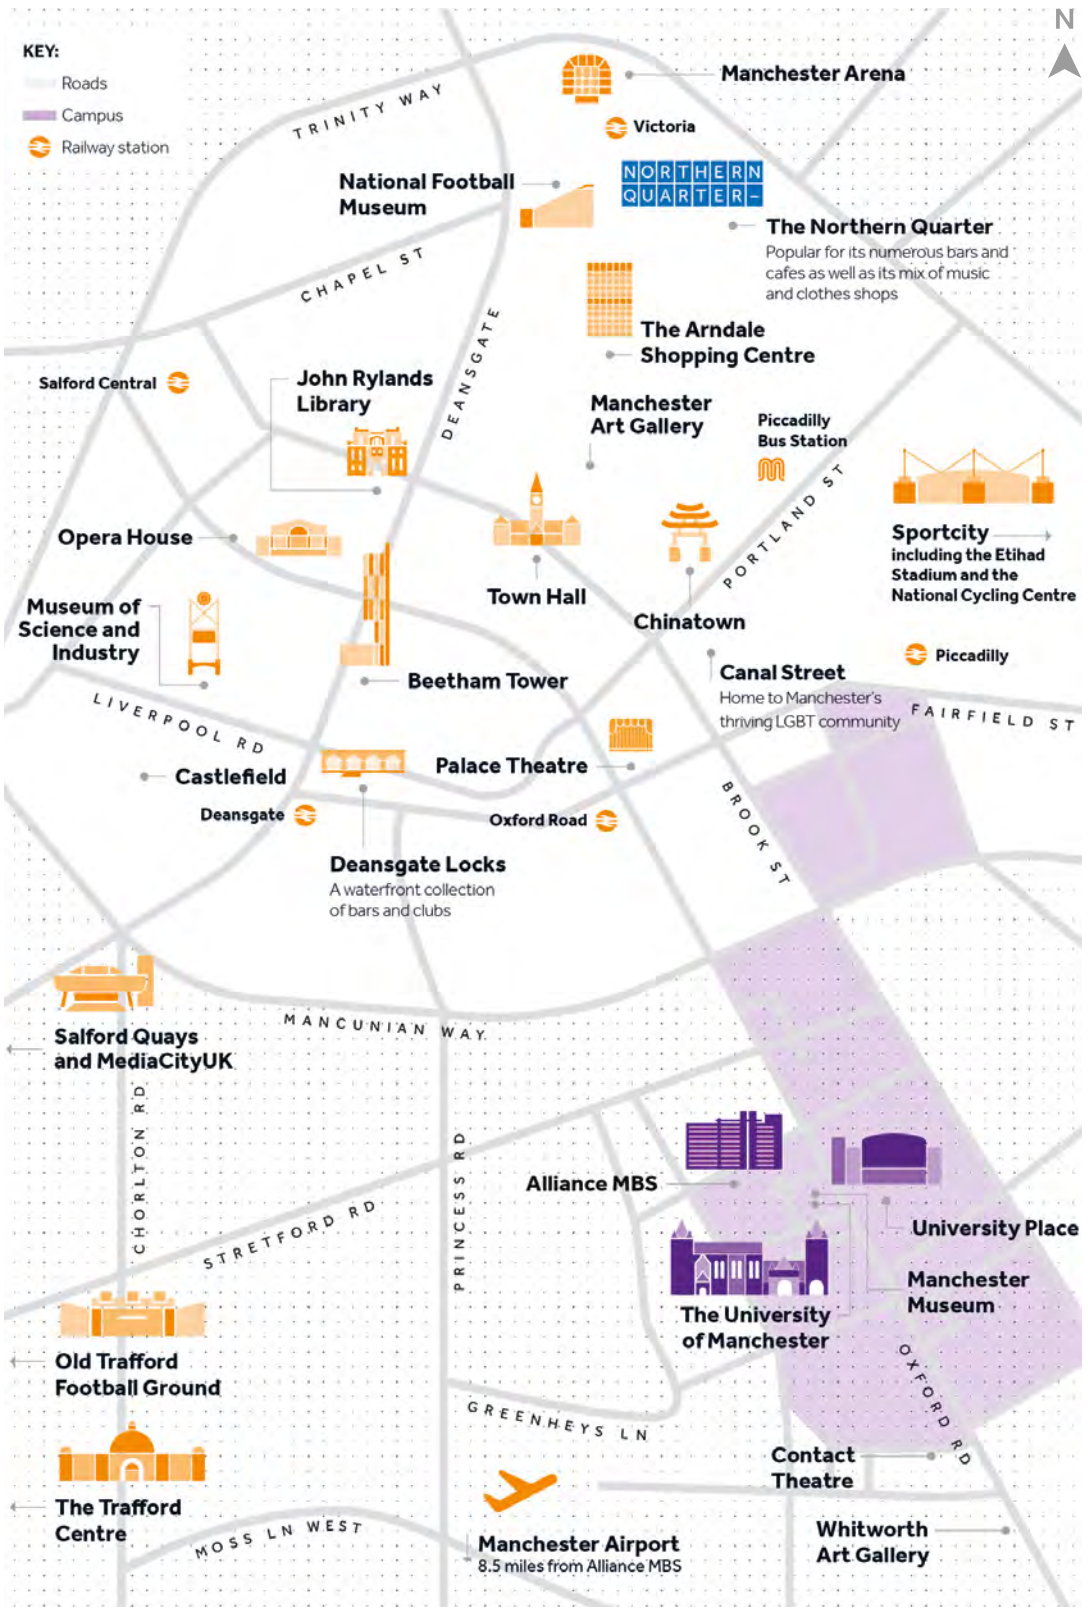 N
KEY:
Roads
Campus
Railway station
TRINITY WAY
Manchester Arena
Victoria
National Football
Museum
NORTHERN
QUARTER–
The Northern Quarter
Popular for its numerous bars and
cafes as well as its mix of music
and clothes shops
CHAPEL ST
DEANSGATE
The Arndale
Shopping Centre
Salford Central
John Rylands
Library
Manchester
Art Gallery
Piccadilly
Bus Station
PORTLAND ST
Opera House
Sportcity
including the Etihad
Stadium and the
National Cycling Centre
Town Hall
Museum of
Science and
Industry
Chinatown
Piccadilly
Beetham Tower
Canal Street
Home to Manchester's
thriving LGBT community
FAIRFIELD ST
LIVERPOOL RD
Castlefield
Palace Theatre
BROOK ST
Deansgate
Oxford Road
Deansgate Locks
A waterfront collection
of bars and clubs
MANCUNIAN WAY
Salford Quays
and MediaCityUK
CHORLTON RD
PRINCESS RD
STRETFORD RD
Alliance MBS
University Place
Manchester
Museum
The University
of Manchester
OXFORD RD
Old Trafford
Football Ground
GREENHEYS LN
Contact
Theatre
The Trafford
Centre
MOSS LN WEST
Manchester Airport
8.5 miles from Alliance MBS
Whitworth
Art Gallery